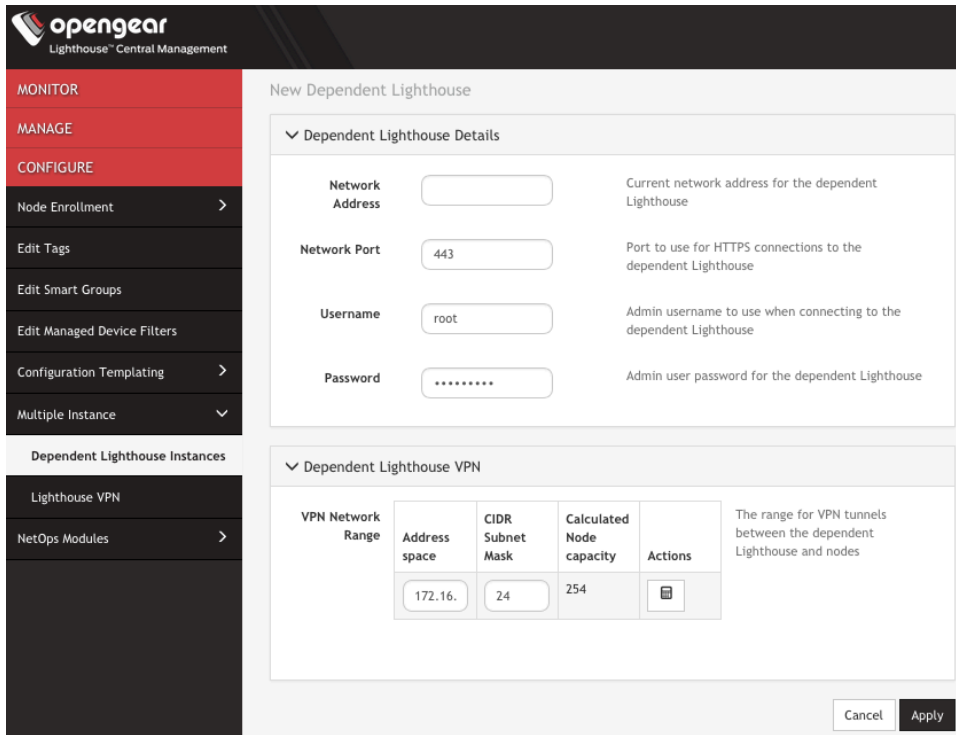 opengear
Lighthouse™ Central Management
MONITOR
MANAGE
CONFIGURE
Node Enrollment
Edit Tags
Edit Smart Groups
Edit Managed Device Filters
Configuration Templating
Multiple Instance
Dependent Lighthouse Instances
Lighthouse VPN
NetOps Modules
New Dependent Lighthouse
Dependent Lighthouse Details
Network
Address
Current network address for the dependent
Lighthouse
Network Port
443
Port to use for HTTPS connections to the
dependent Lighthouse
Username
root
Admin username to use when connecting to the
dependent Lighthouse
Password
•••••••••
Admin user password for the dependent Lighthouse
Dependent Lighthouse VPN
VPN Network
Range
Address
space
CIDR
Subnet
Mask
Calculated
Node
capacity
Actions
172.16.
24
254
The range for VPN tunnels
between the dependent
Lighthouse and nodes
Cancel
Apply